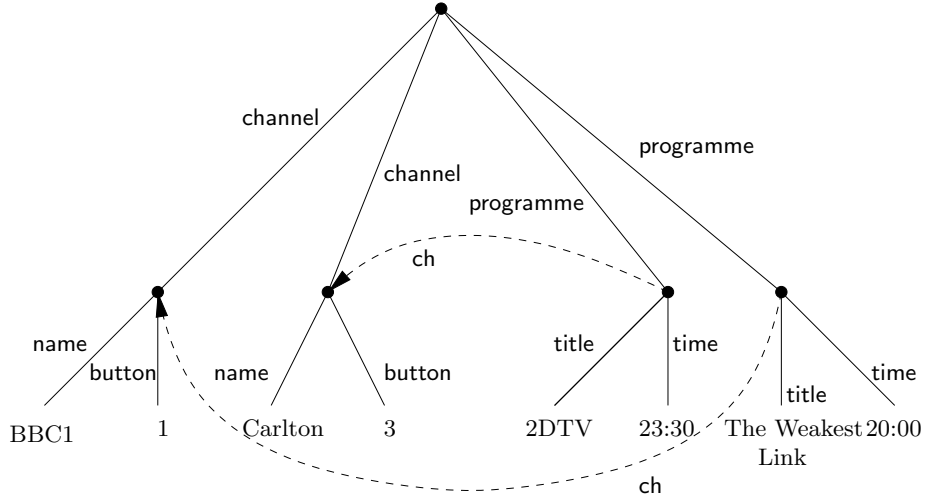 channel
programme
channel
programme
ch
name
button
name
button
title
time
title
time
BBC1
1
Carlton
3
2DTV
23:30
The Weakest
Link
20:00
ch